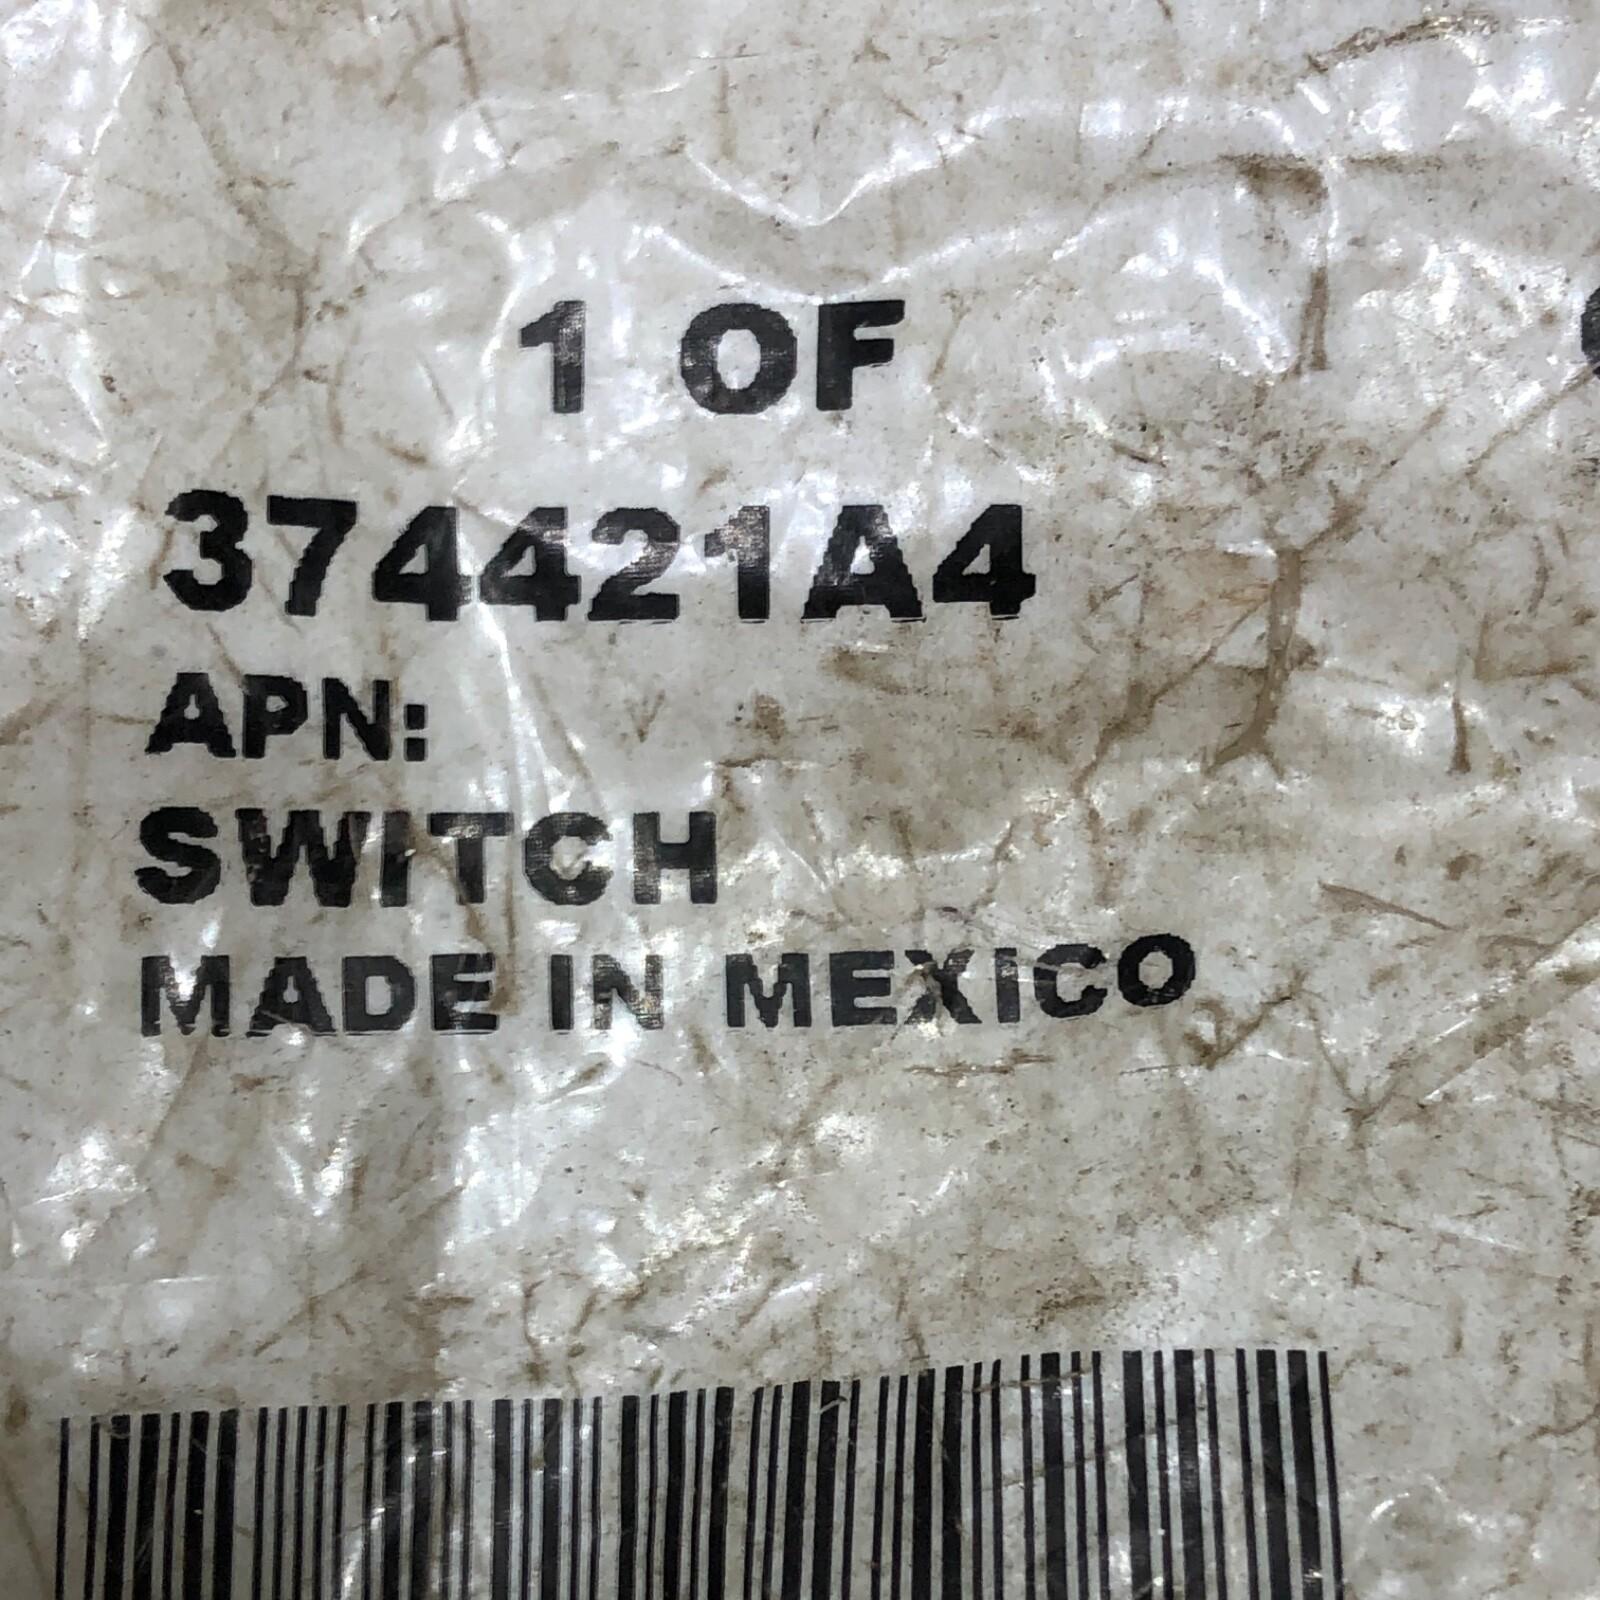 1 OF
374421A4
APN:
SWITCH
MADE IN MEXICO